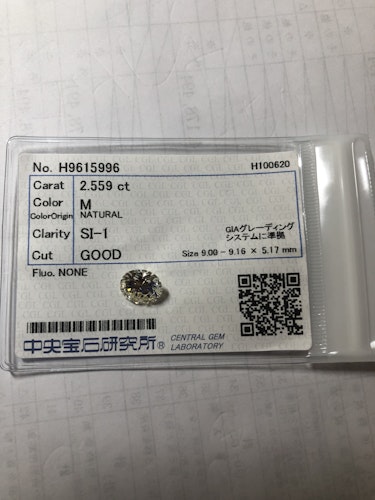 No. H9615996 H100620
Carat 2.559 ct
Color M
ColorOrigin NATURAL
Clarity SI-1
GIAグレーディング
システムに準拠
Cut GOOD Size 9.00 - 9.16 × 5.17 mm
Fluo. NONE
中央宝石研究所® CENTRAL GEM
LABORATORY